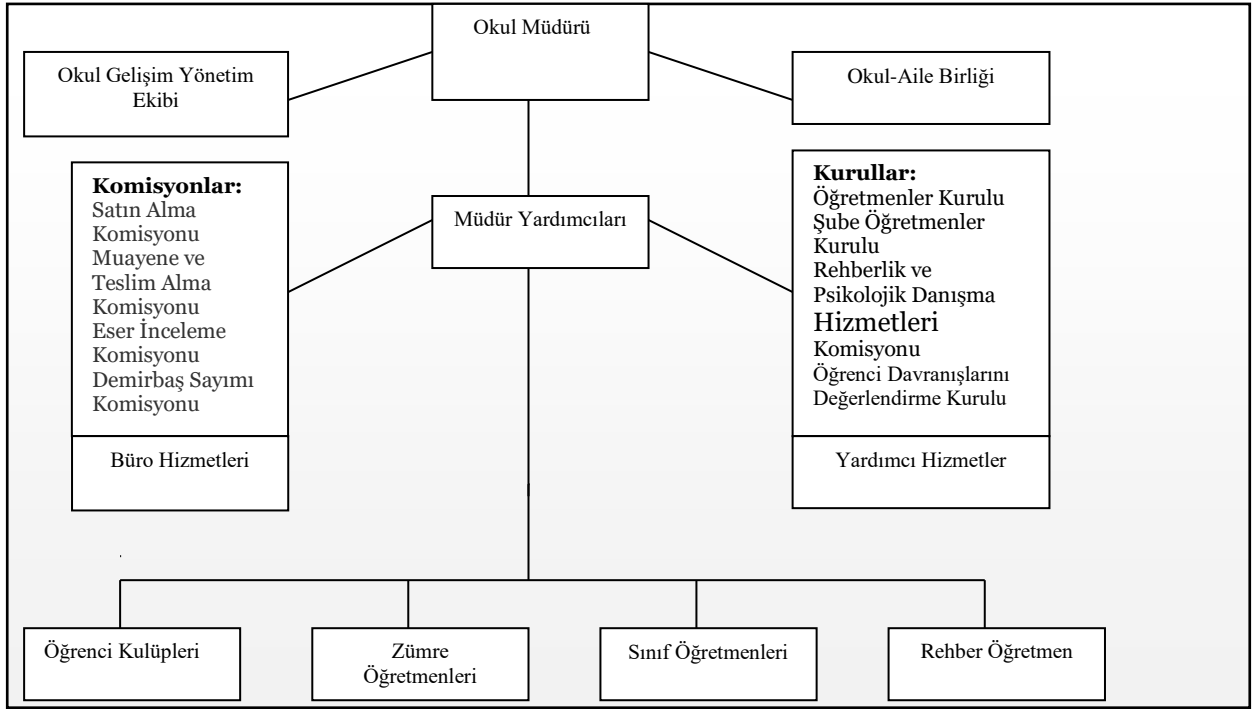 Okul Müdürü
Okul Gelişim Yönetim
Ekibi
Okul-Aile Birliği
Komisyonlar:
Satın Alma
Komisyonu
Muayene ve
Teslim Alma
Komisyonu
Eser İnceleme
Komisyonu
Demirbaş Sayımı
Komisyonu
Müdür Yardımcıları
Kurullar:
Öğretmenler Kurulu
Şube Öğretmenler
Kurulu
Rehberlik ve
Psikolojik Danışma
Hizmetleri
Komisyonu
Öğrenci Davranışlarını
Değerlendirme Kurulu
Büro Hizmetleri
Yardımcı Hizmetler
Öğrenci Kulüpleri
Zümre
Öğretmenleri
Sınıf Öğretmenleri
Rehber Öğretmen